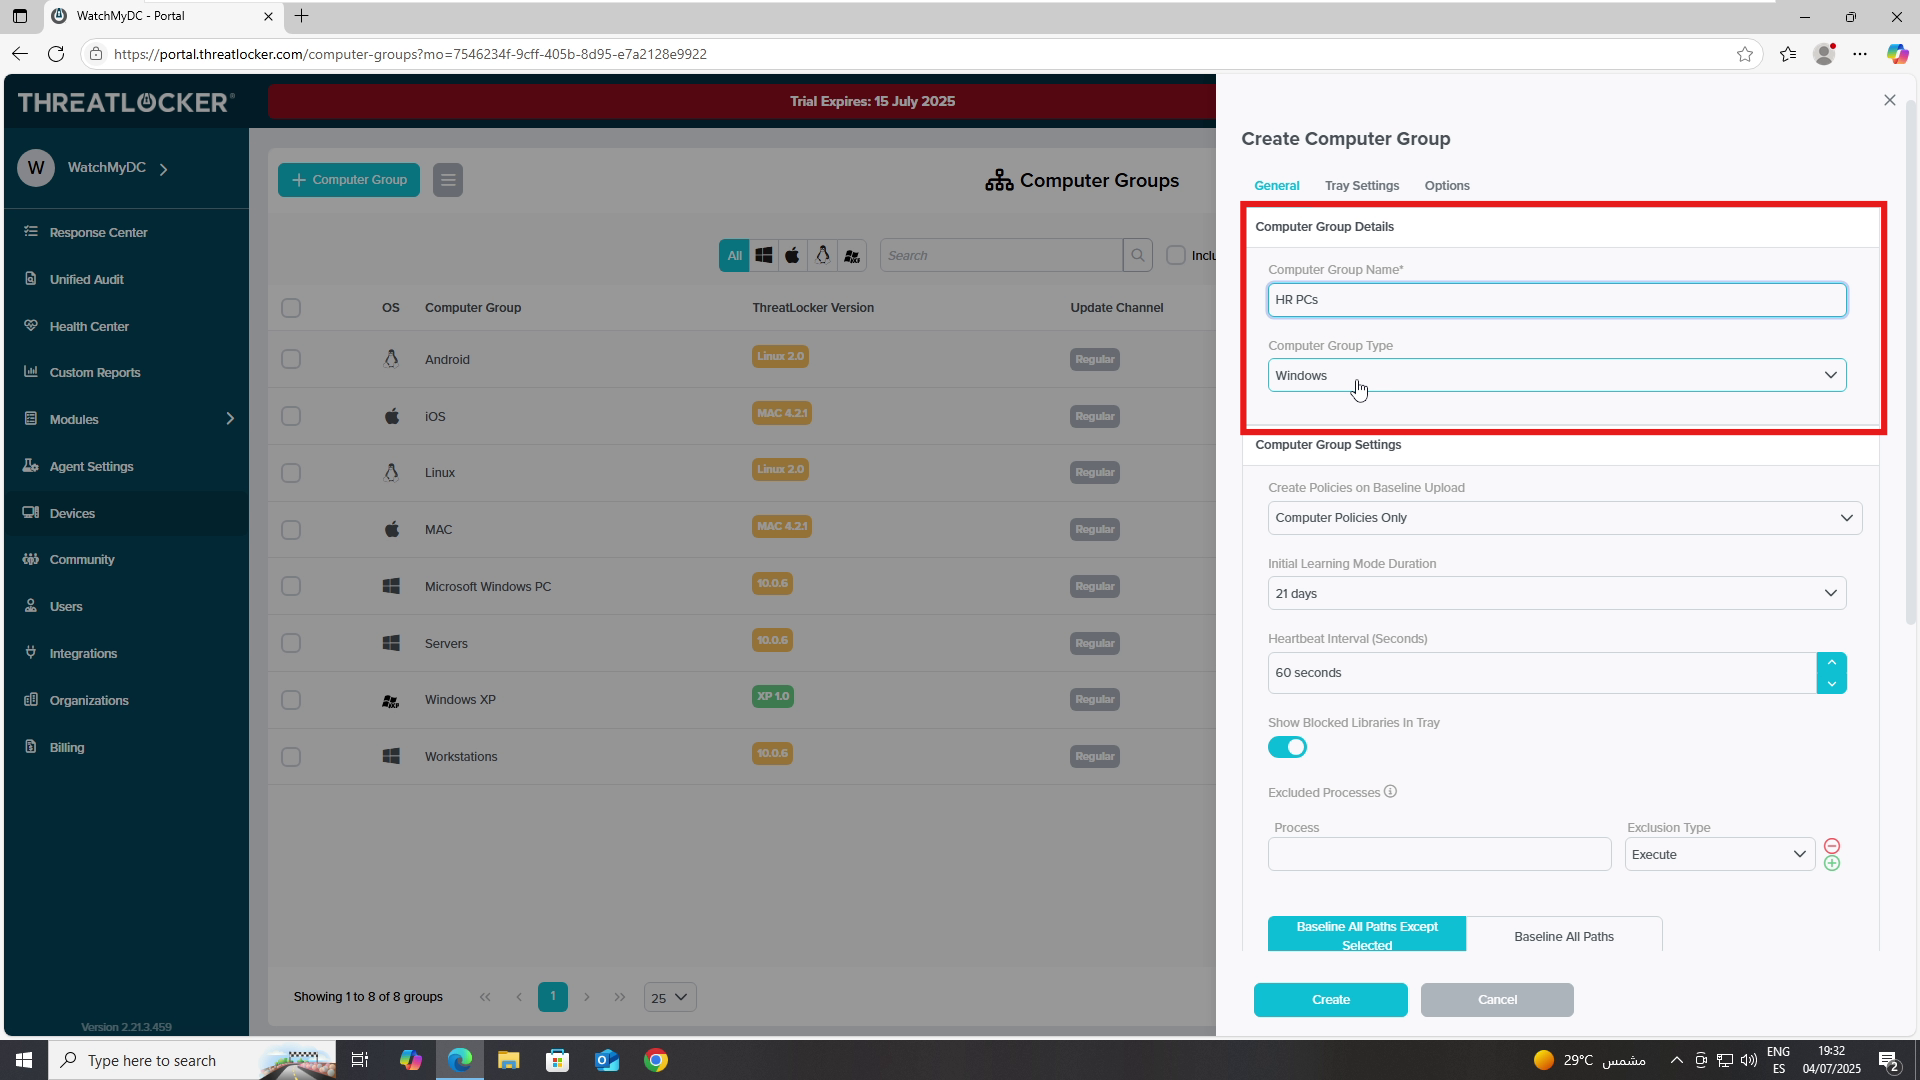 WatchMyDC - Portal
https://portal.threatlocker.com/computer-groups?mo=7546234f-9cff-405b-8d95-e7a2128e9922
THREATLOCKER
Trial Expires: 15 July 2025
W WatchMyDC
Response Center
Unified Audit
Health Center
Custom Reports
Modules
Agent Settings
Devices
Community
Users
Integrations
Organizations
Billing
Version 2.21.3.459
+ Computer Group
Computer Groups
All
Search
Inclu
OS Computer Group ThreatLocker Version Update Channel
Android Linux 2.0 Regular
iOS MAC 4.2.1 Regular
Linux Linux 2.0 Regular
MAC MAC 4.2.1 Regular
Microsoft Windows PC 10.0.6 Regular
Servers 10.0.6 Regular
XP Windows XP XP 1.0 Regular
Workstations 10.0.6 Regular
Showing 1 to 8 of 8 groups
1
25
Create Computer Group
General Tray Settings Options
Computer Group Details
Computer Group Name*
HR PCs
Computer Group Type
Windows
Computer Group Settings
Create Policies on Baseline Upload
Computer Policies Only
Initial Learning Mode Duration
21 days
Heartbeat Interval (Seconds)
60 seconds
Show Blocked Libraries In Tray
Excluded Processes
Process Exclusion Type
Execute
Baseline All Paths Except
Selected
Baseline All Paths
Create Cancel
Type here to search
29°C مشمس
ENG
ES
19:32
04/07/2025
2